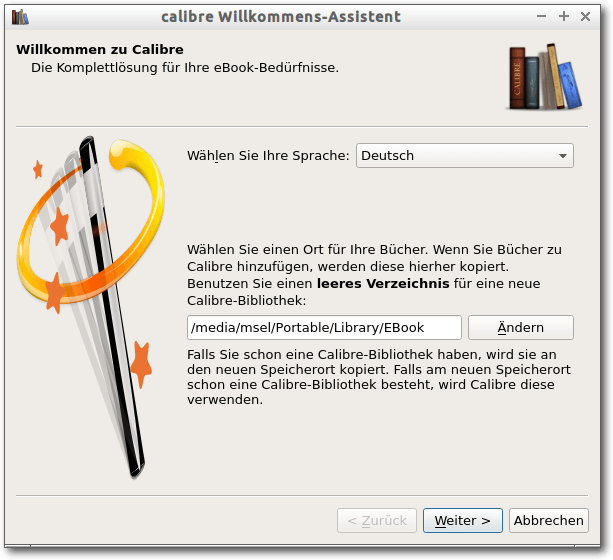 calibre Willkommens-Assistent
Willkommen zu Calibre
Die Komplettlösung für Ihre eBook-Bedürfnisse.
CALIBRE
Wählen Sie Ihre Sprache: Deutsch
Wählen Sie einen Ort für Ihre Bücher. Wenn Sie Bücher zu
Calibre hinzufügen, werden diese hierher kopiert.
Benutzen Sie einen leeres Verzeichnis für eine neue
Calibre-Bibliothek:
/media/msel/Portable/Library/EBook Ändern
Falls Sie schon eine Calibre-Bibliothek haben, wird sie an
den neuen Speicherort kopiert. Falls am neuen Speicherort
schon eine Calibre-Bibliothek besteht, wird Calibre diese
verwenden.
< Zurück Weiter > Abbrechen